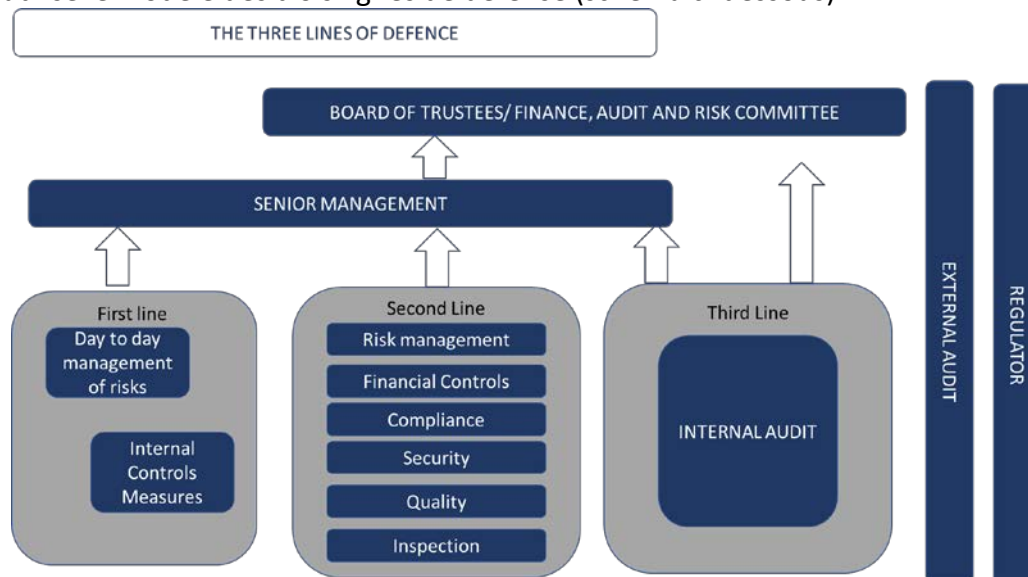 THE THREE LINES OF DEFENCE
BOARD OF TRUSTEES/ FINANCE, AUDIT AND RISK COMMITTEE
SENIOR MANAGEMENT
First line
Day to day
management
of risks
Internal
Controls
Measures
Second Line
Risk management
Financial Controls
Compliance
Security
Quality
Inspection
Third Line
INTERNAL AUDIT
EXTERNAL AUDIT
REGULATOR